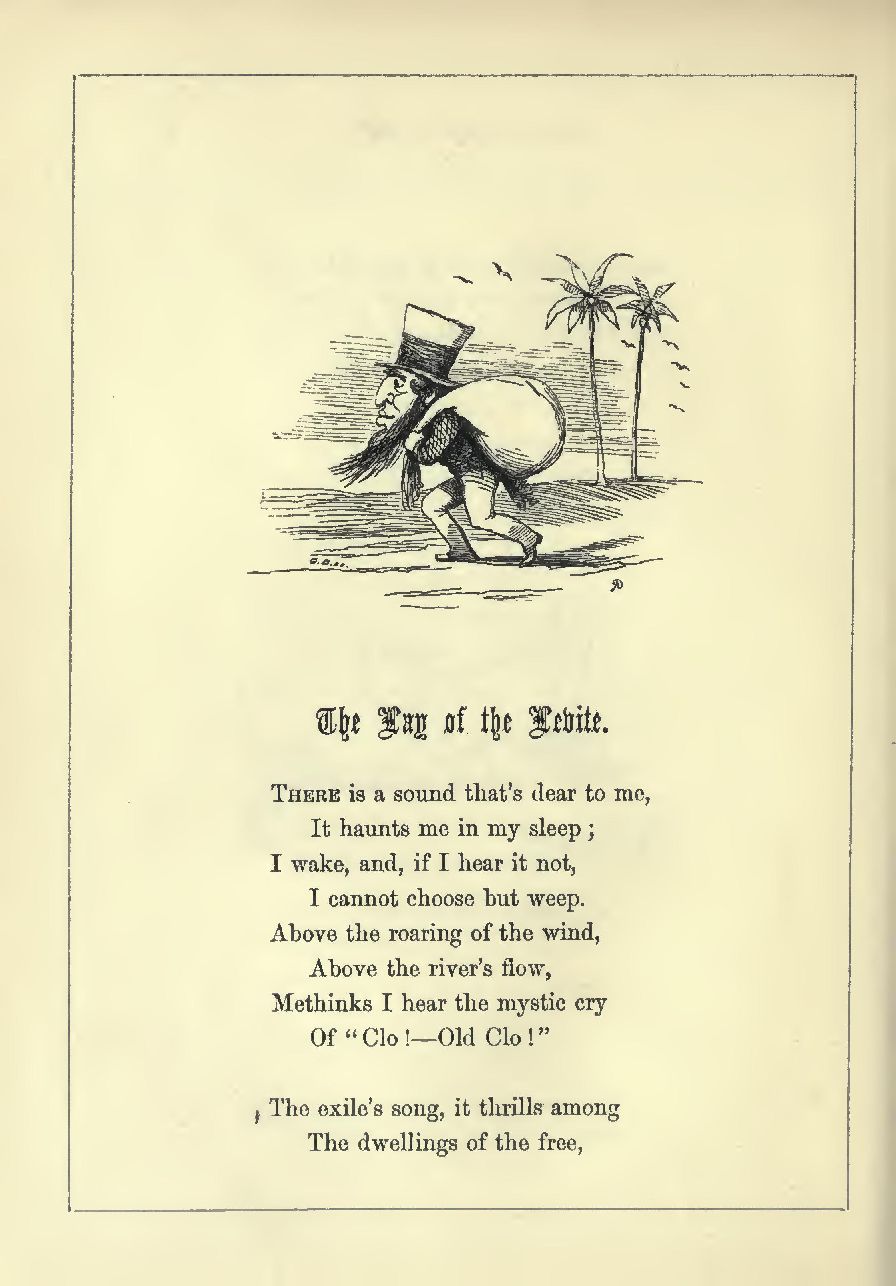 The Lay of the Levite.
THERE is a sound that's dear to me,
It haunts me in my sleep;
I wake, and, if I hear it not,
I cannot choose but weep.
Above the roaring of the wind,
Above the river's flow,
Methinks I hear the mystic cry
Of "Clo!—Old Clo!"
The exile's song, it thrills among
The dwellings of the free,